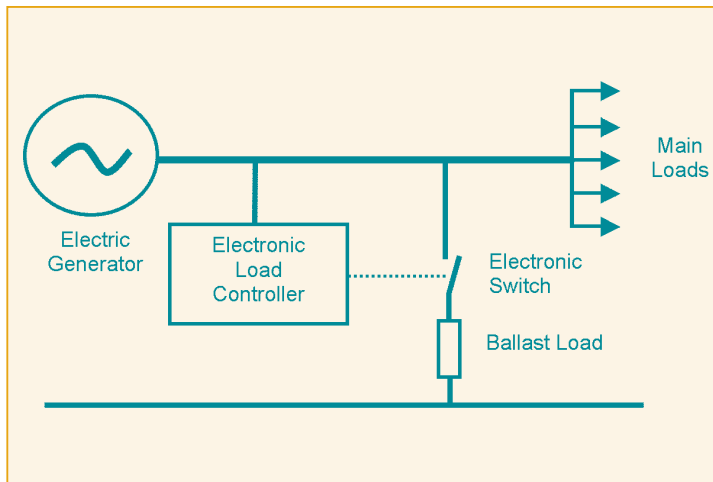 Electric
Generator
Electronic
Load
Controller
Electronic
Switch
Ballast Load
Main
Loads